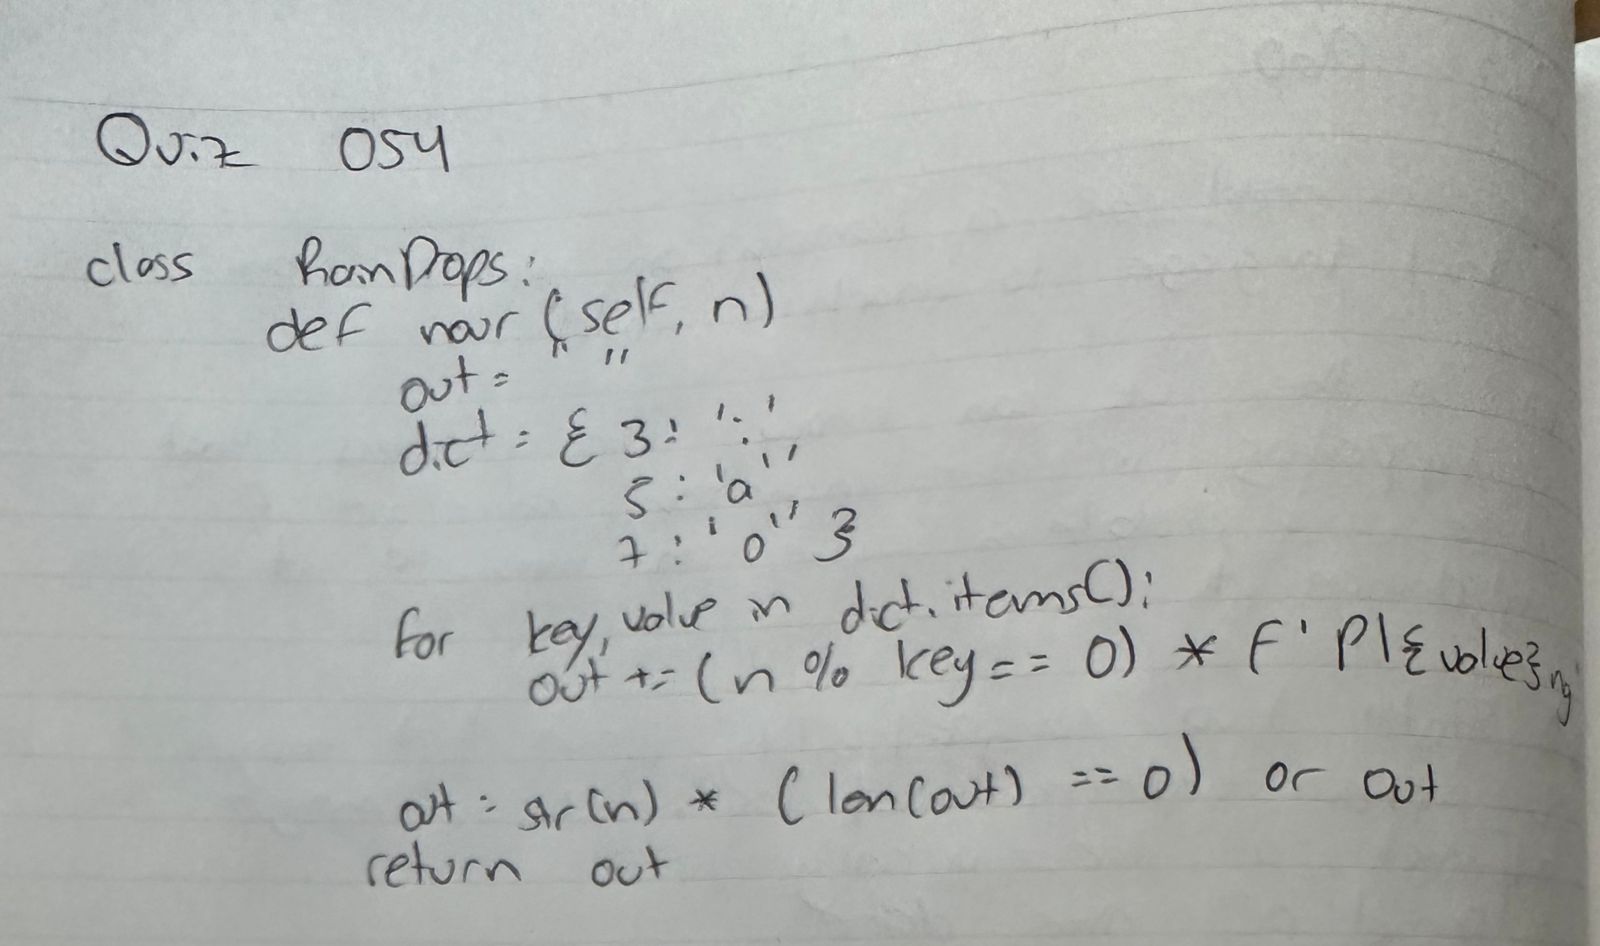 Quiz 054
class RainDops:
def nour (self, n)
out = " "
dict = { 3: 'i',
5: 'a',
7: 'o' }
for key, value in dict.items():
out += (n % key == 0) * f' Pl{value}ng
out = str(n) * (len(out) == 0) or out
return out